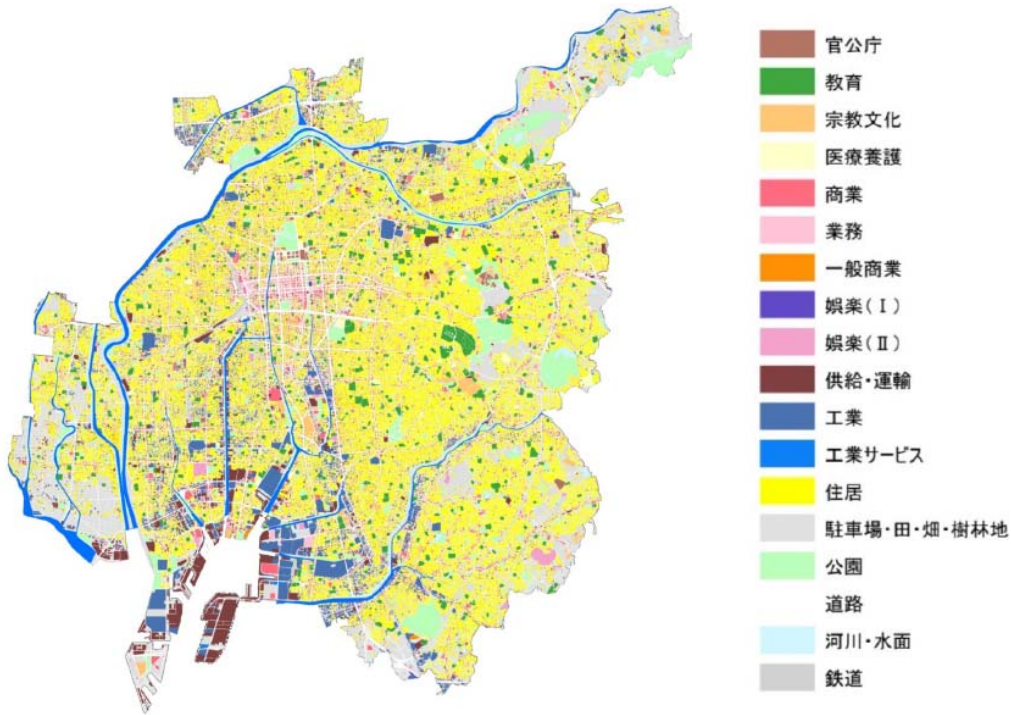 官公庁
教育
宗教文化
医療養護
商業
業務
一般商業
娯楽(Ⅰ)
娯楽(Ⅱ)
供給・運輸
工業
工業サービス
住居
駐車場・田・畑・樹林地
公園
道路
河川・水面
鉄道